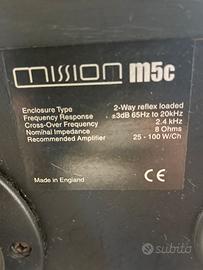 mission m5c
Enclosure Type 2-Way reflex loaded
Frequency Response ±3dB 65Hz to 20kHz
Cross-Over Frequency 2.4 kHz
Nominal Impedance 8 Ohms
Recommended Amplifier 25 - 100 W/Ch
Made in England CE
subito